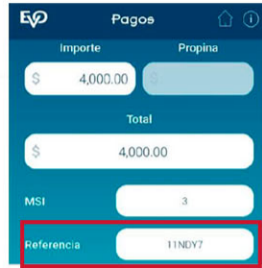 EVO Pagos
Importe Propina
$ 4,000.00 $
Total
$ 4,000.00
MSI 3
Referencia 11NDY7